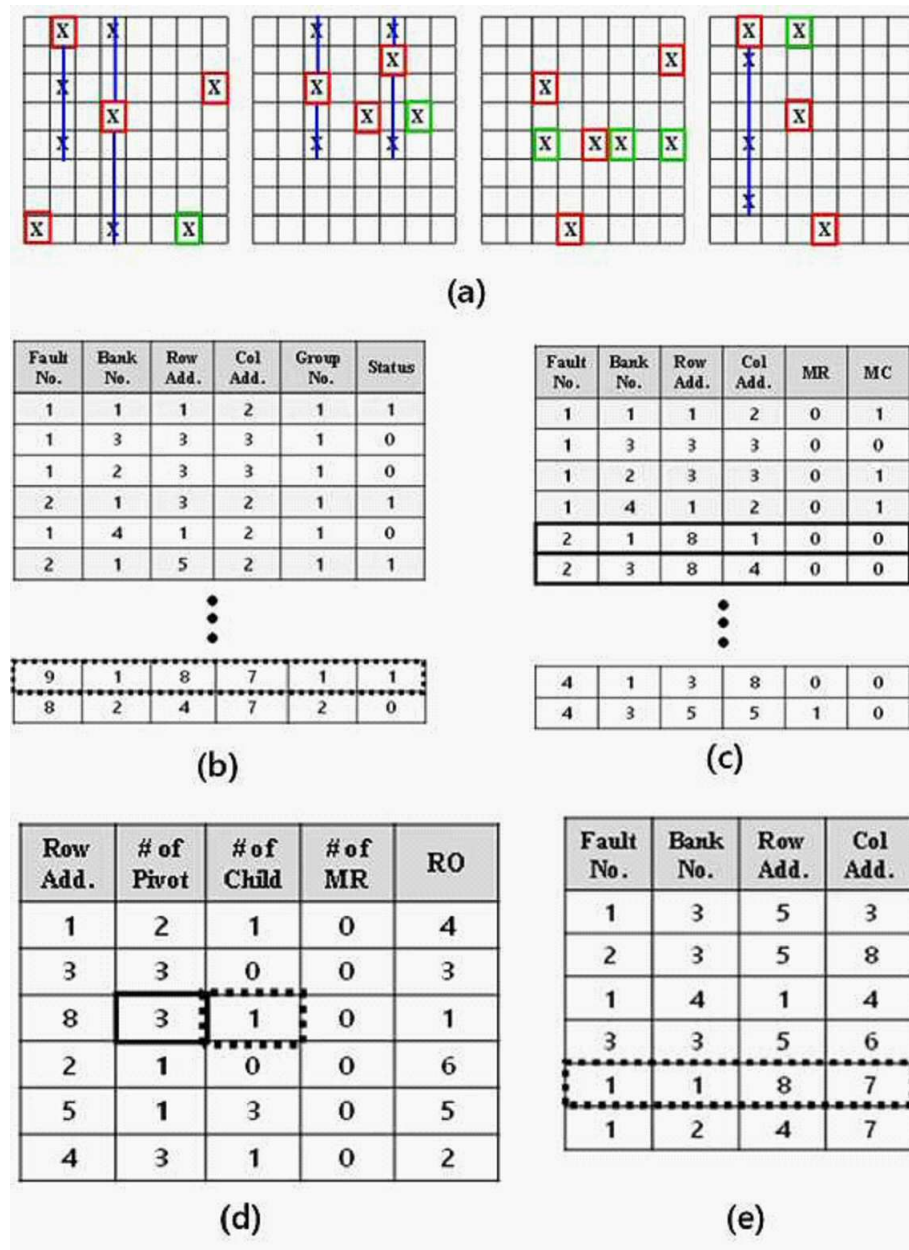 X X X X X X
X X X
X X X X
X X X X
X X X X X X X X
X
X X X X X
(a)
Fault No. Bank No. Row Add. Col Add. Group No. Status
1 1 1 2 1 1
1 3 3 3 1 0
1 2 3 3 1 0
2 1 3 2 1 1
1 4 1 2 1 0
2 1 5 2 1 1
9 1 8 7 1 1
8 2 4 7 2 0
(b)
Fault No. Bank No. Row Add. Col Add. MR MC
1 1 1 2 0 1
1 3 3 3 0 0
1 2 3 3 0 1
1 4 1 2 0 1
2 1 8 1 0 0
2 3 8 4 0 0
4 1 3 8 0 0
4 3 5 5 1 0
(c)
Row Add. # of Pivot # of Child # of MR RO
1 2 1 0 4
3 3 0 0 3
8 3 1 0 1
2 1 0 0 6
5 1 3 0 5
4 3 1 0 2
(d)
Fault No. Bank No. Row Add. Col Add.
1 3 5 3
2 3 5 8
1 4 1 4
3 3 5 6
1 1 8 7
1 2 4 7
(e)